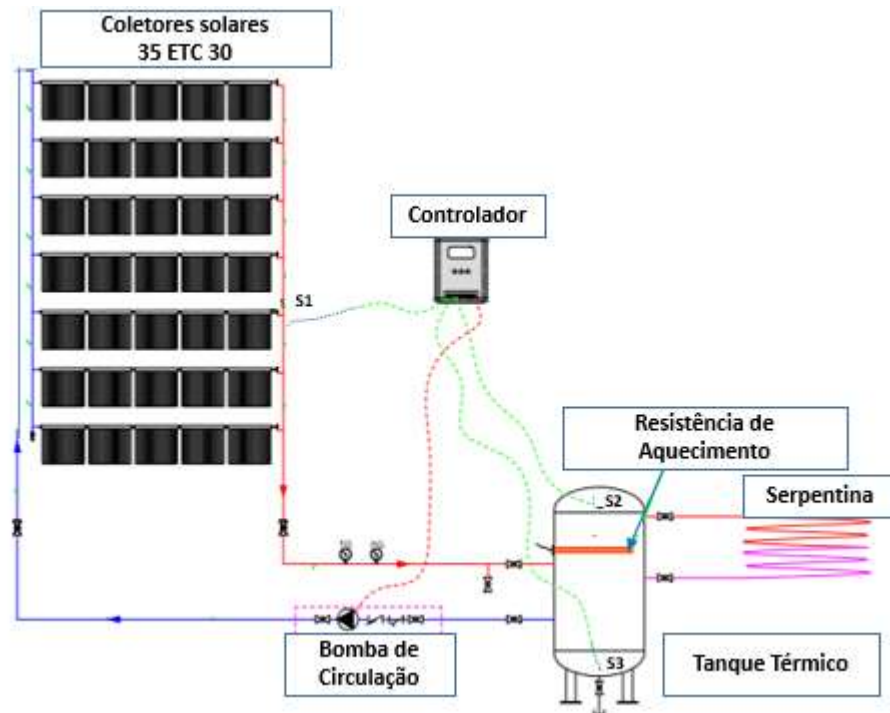 Coletores solares
35 ETC 30
Controlador
S1
Resistência de
Aquecimento
S2
Serpentina
Bomba de
Circulação
S3
Tanque Térmico